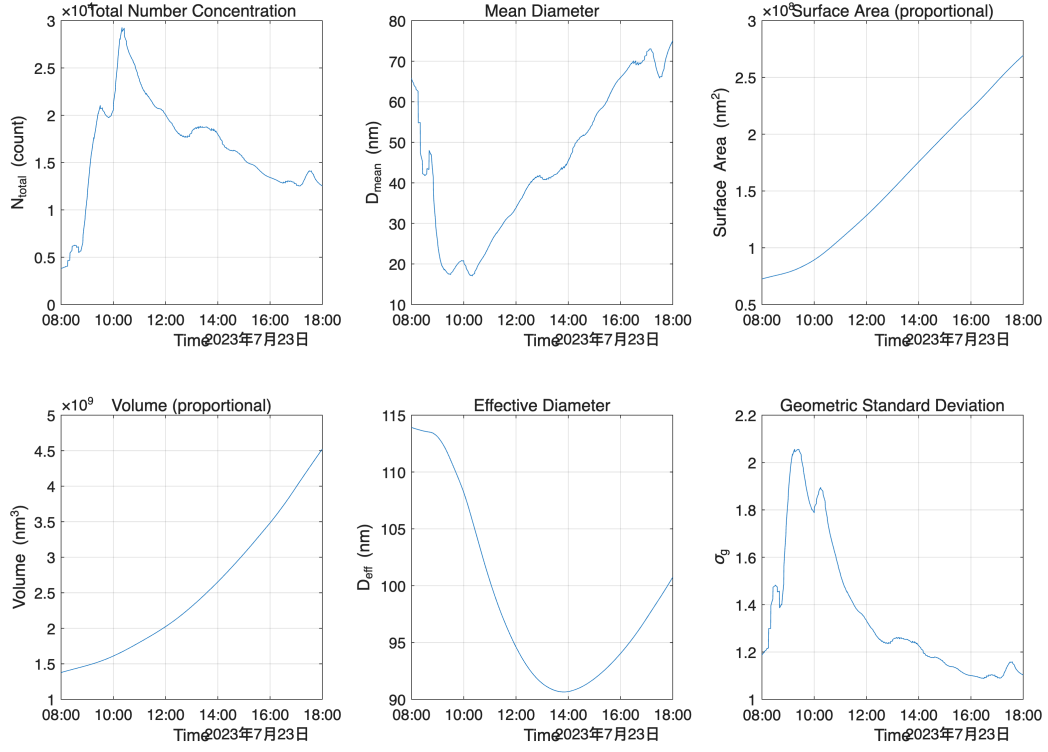 ×10⁴ Total Number Concentration
N_total (count)
3
2.5
2
1.5
1
0.5
0
08:00 10:00 12:00 14:00 16:00 18:00
Time 2023年7月23日
Mean Diameter
D_mean (nm)
80
70
60
50
40
30
20
10
08:00 10:00 12:00 14:00 16:00 18:00
Time 2023年7月23日
×10⁸ Surface Area (proportional)
Surface Area (nm²)
3
2.5
2
1.5
1
0.5
08:00 10:00 12:00 14:00 16:00 18:00
Time 2023年7月23日
×10⁹ Volume (proportional)
Volume (nm³)
5
4.5
4
3.5
3
2.5
2
1.5
1
08:00 10:00 12:00 14:00 16:00 18:00
Time 2023年7月23日
Effective Diameter
D_eff (nm)
115
110
105
100
95
90
08:00 10:00 12:00 14:00 16:00 18:00
Time 2023年7月23日
Geometric Standard Deviation
σ_g
2.2
2
1.8
1.6
1.4
1.2
1
08:00 10:00 12:00 14:00 16:00 18:00
Time 2023年7月23日